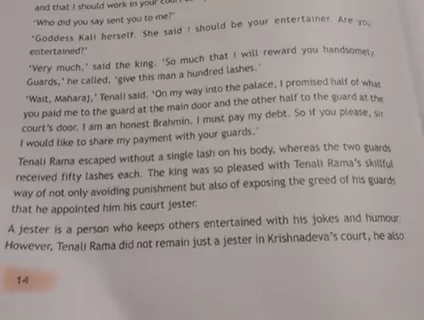 and that I should work in your court
'Who did you say sent you to me?'
'Goddess Kali herself. She said I should be your entertainer. Are you
entertained?'
'Very much,' said the king. 'So much that I will reward you handsomely.
Guards,' he called, 'give this man a hundred lashes.'
'Wait, Maharaj,' Tenali said. 'On my way into the palace, I promised half of what
you paid me to the guard at the main door and the other half to the guard at the
court's door. I am an honest Brahmin. I must pay my debt. So if you please, sir
I would like to share my payment with your guards.'
Tenali Rama escaped without a single lash on his body, whereas the two guards
received fifty lashes each. The king was so pleased with Tenali Rama's skillful
way of not only avoiding punishment but also of exposing the greed of his guards
that he appointed him his court jester.
A jester is a person who keeps others entertained with his jokes and humour.
However, Tenali Rama did not remain just a jester in Krishnadeva's court, he also
14